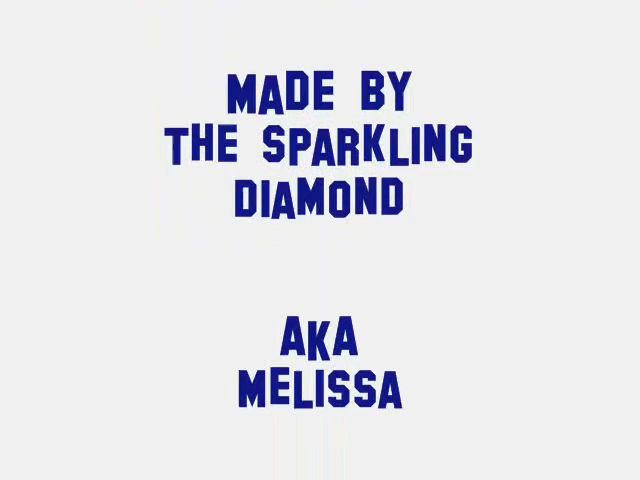 MADE BY
THE SPARKLING
DIAMOND
AKA
MELISSA